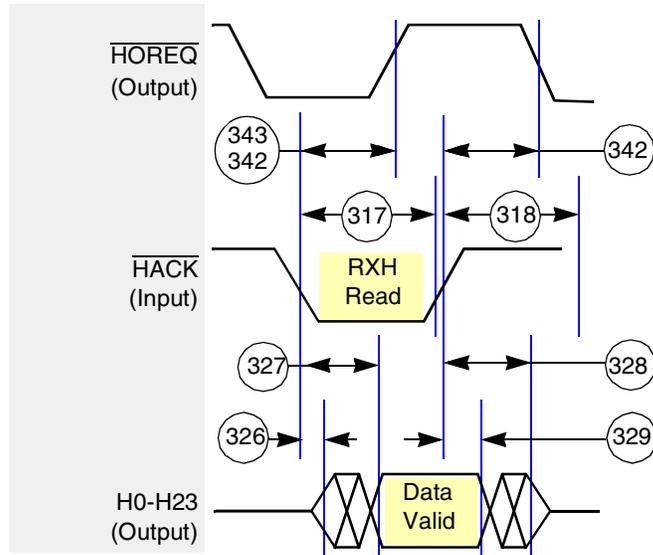 HOREQ
(Output)
343
342
342
317
318
HACK
(Input)
RXH
Read
327
328
326
329
H0-H23
(Output)
Data
Valid